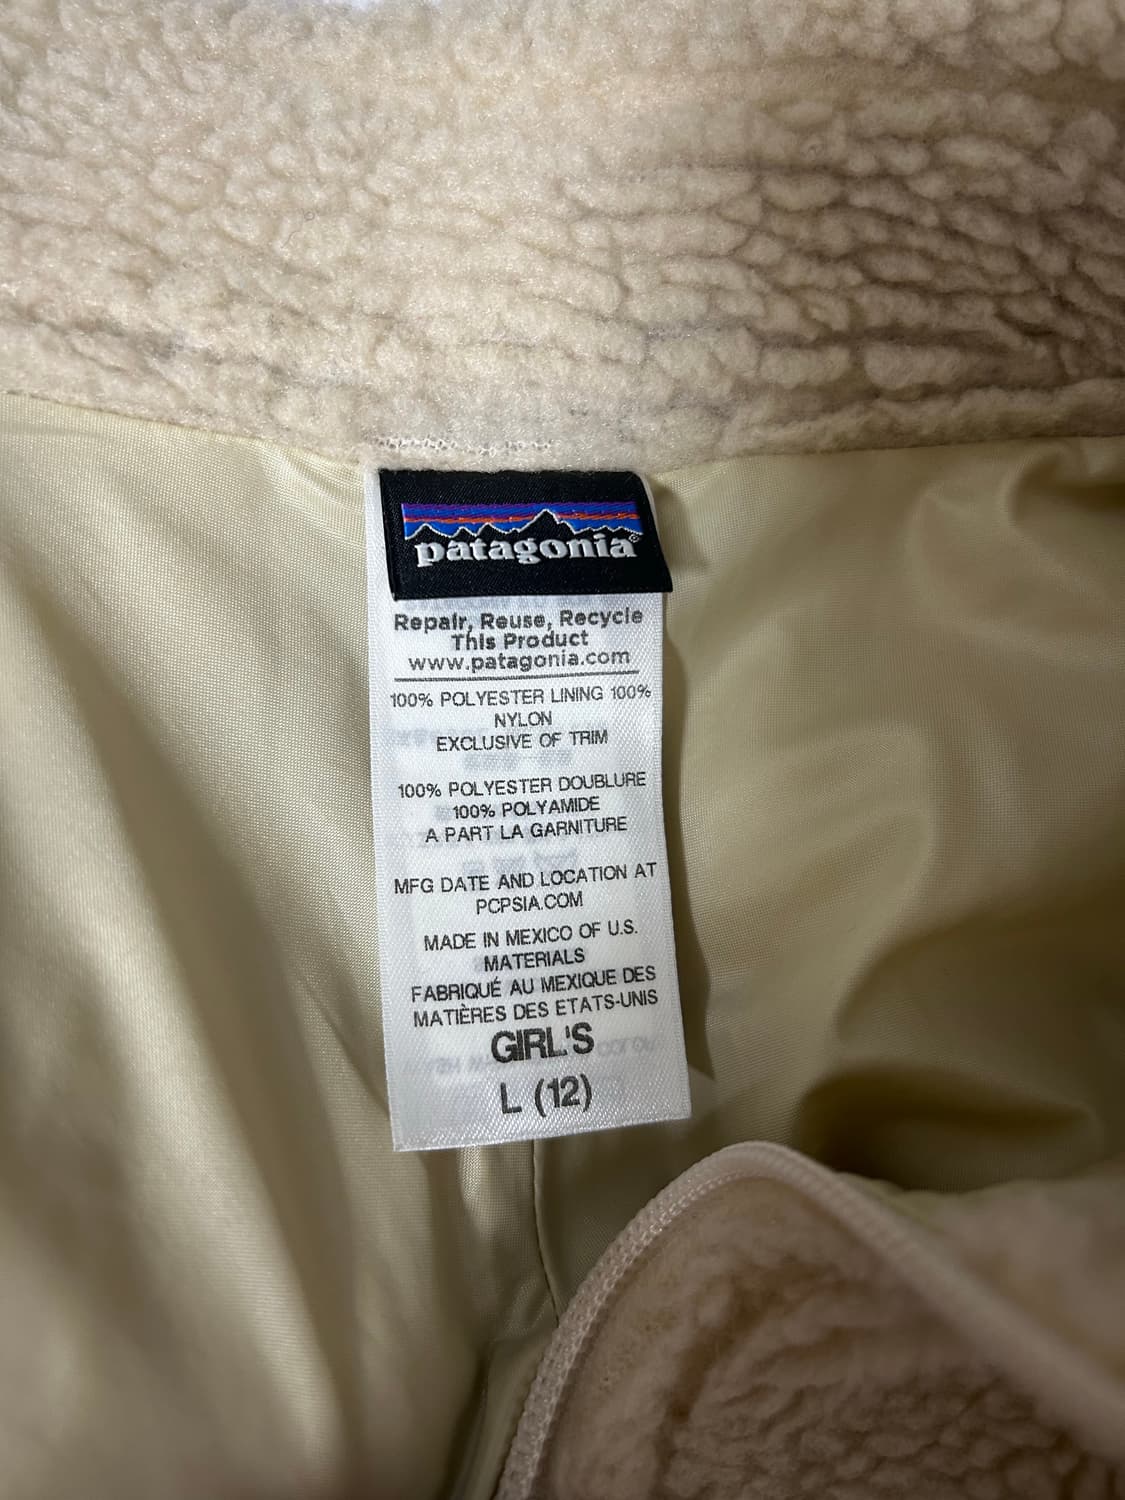 patagonia®
Repair, Reuse, Recycle
This Product
www.patagonia.com
100% POLYESTER LINING 100%
NYLON
EXCLUSIVE OF TRIM
100% POLYESTER DOUBLURE
100% POLYAMIDE
A PART LA GARNITURE
MFG DATE AND LOCATION AT
PCPSIA.COM
MADE IN MEXICO OF U.S.
MATERIALS
FABRIQUÉ AU MEXIQUE DES
MATIÈRES DES ETATS-UNIS
GIRL'S
L (12)